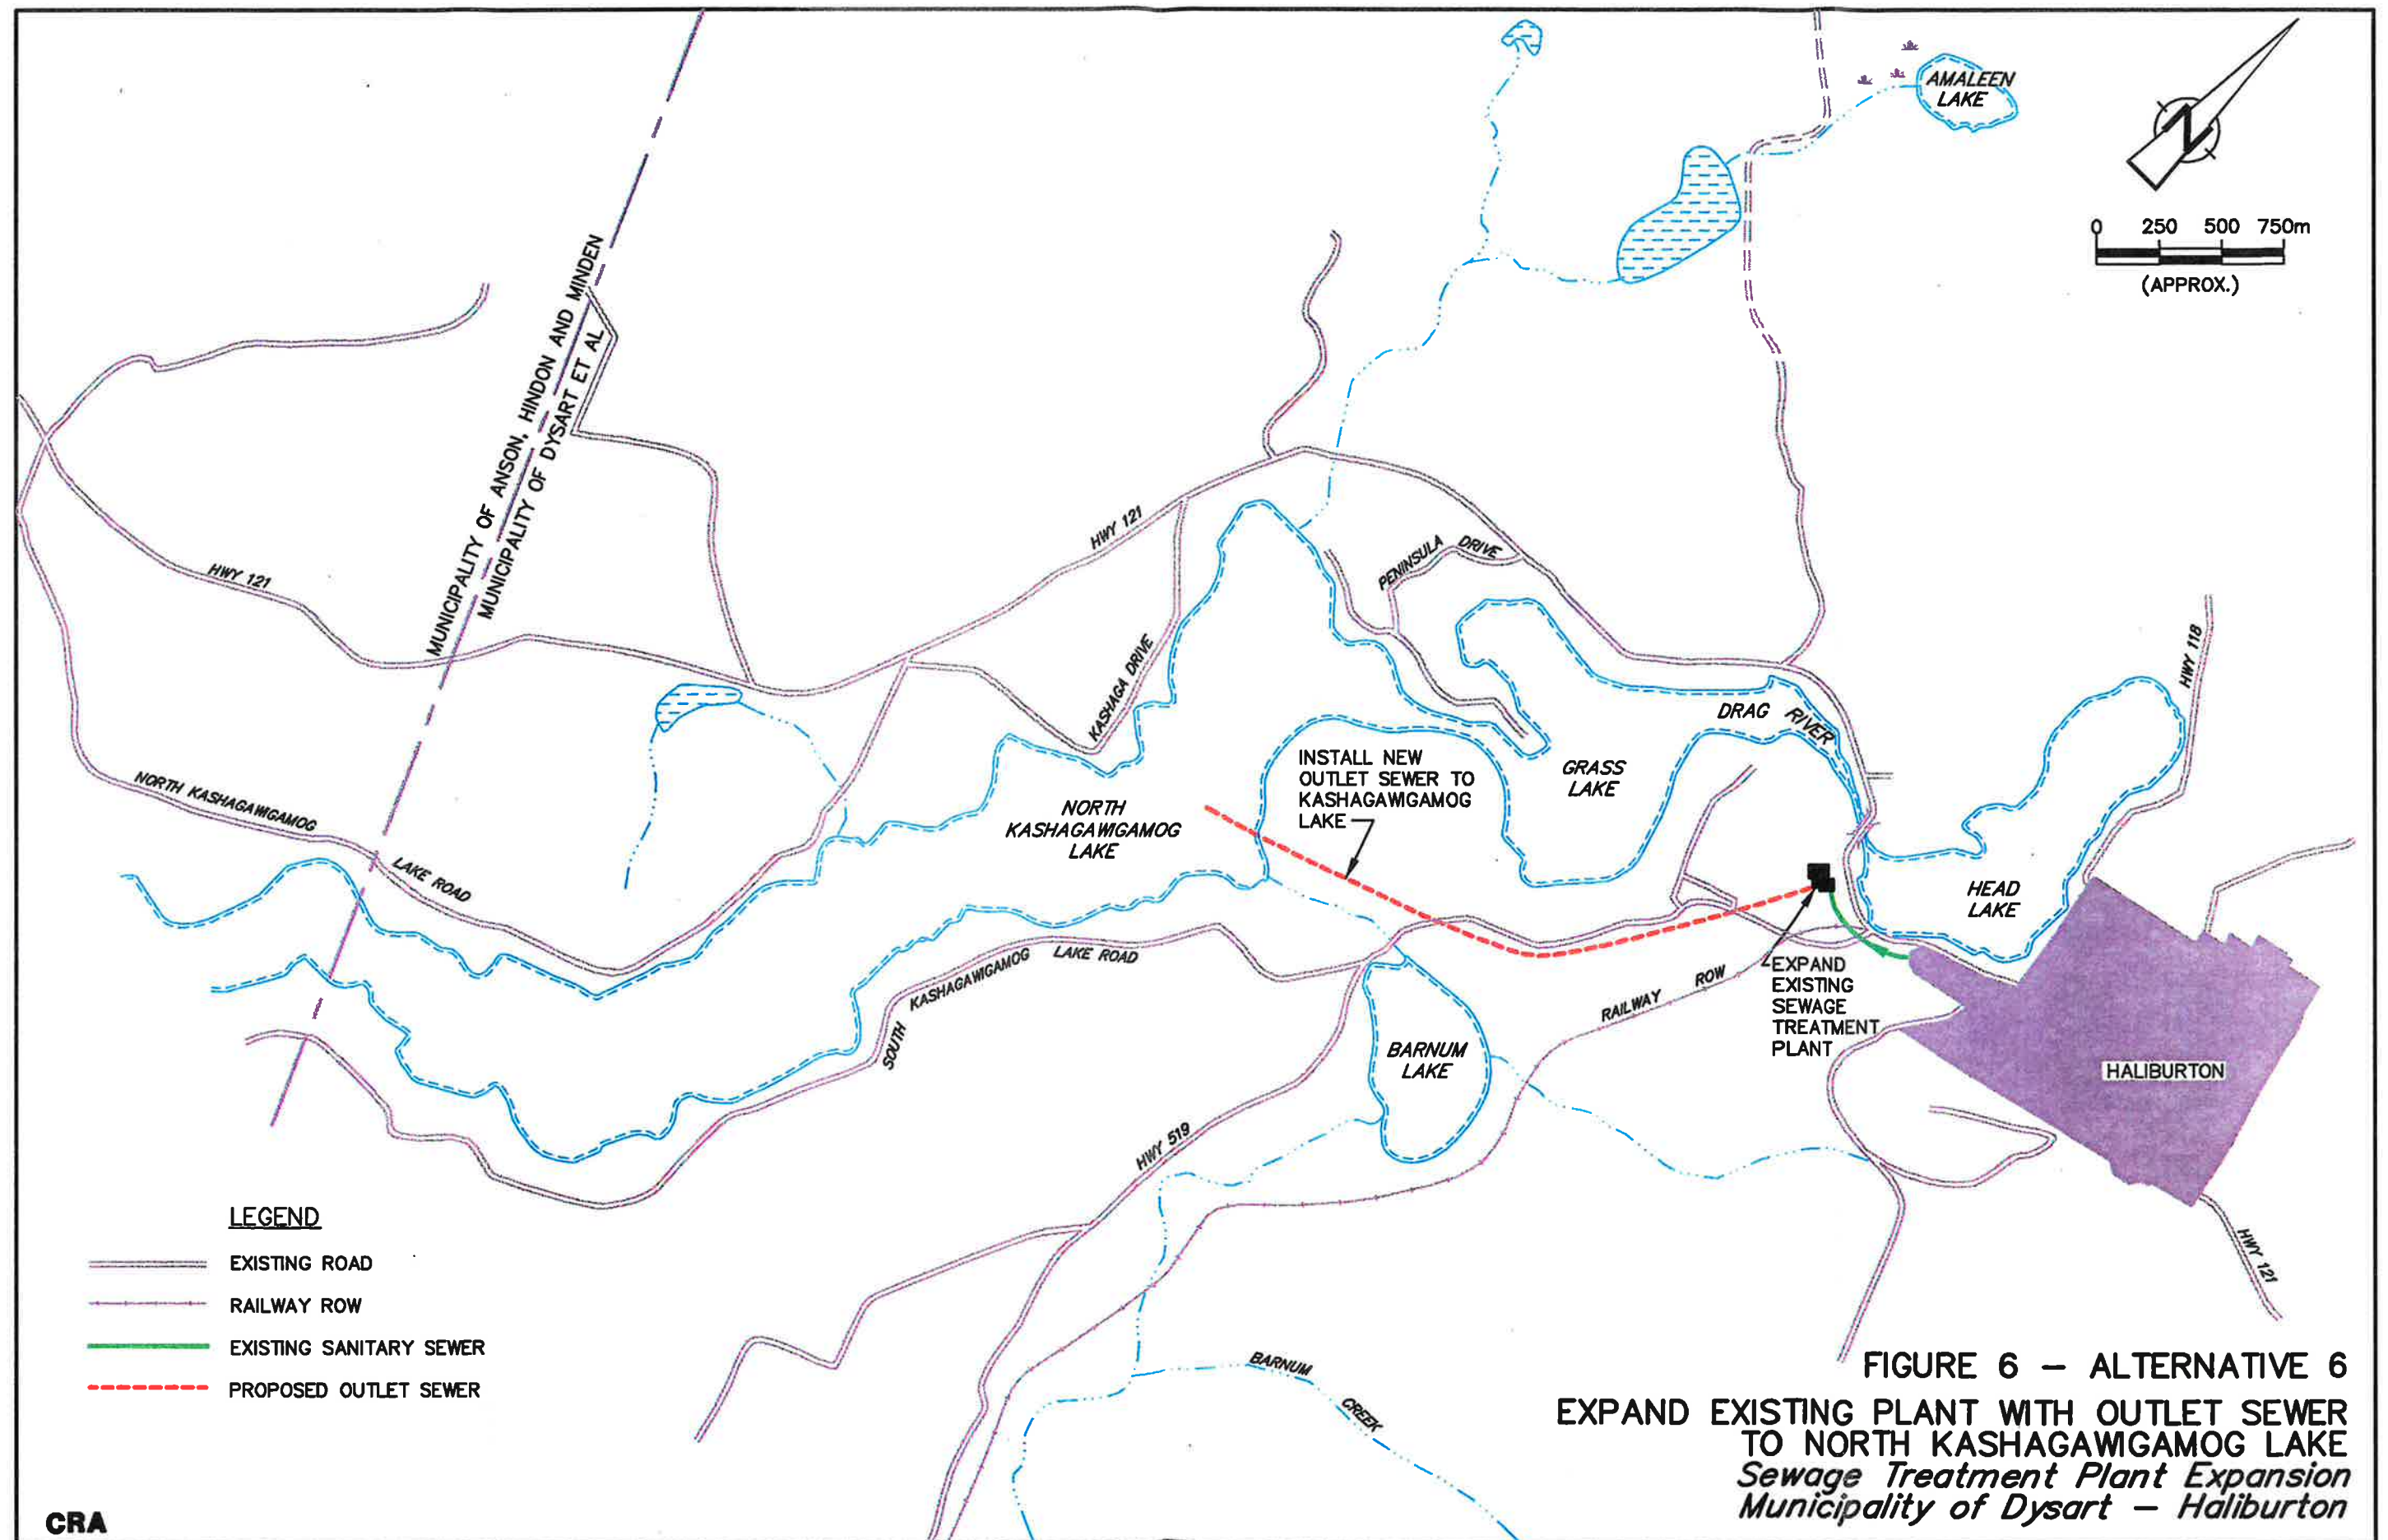 AMALEEN
LAKE
N
0 250 500 750m
(APPROX.)
MUNICIPALITY OF ANSON, HINDON AND MINDEN
MUNICIPALITY OF DYSART ET AL
HWY 121
HWY 121
PENINSULA DRIVE
KASHAGA DRIVE
HWY 118
DRAG RIVER
INSTALL NEW
OUTLET SEWER TO
KASHAGAWIGAMOG
LAKE
GRASS
LAKE
NORTH
KASHAGAWIGAMOG
LAKE
NORTH KASHAGAWIGAMOG
LAKE ROAD
HEAD
LAKE
SOUTH KASHAGAWIGAMOG LAKE ROAD
RAILWAY ROW
EXPAND
EXISTING
SEWAGE
TREATMENT
PLANT
BARNUM
LAKE
HALIBURTON
HWY 519
HWY 121
BARNUM
CREEK
LEGEND
EXISTING ROAD
RAILWAY ROW
EXISTING SANITARY SEWER
PROPOSED OUTLET SEWER
FIGURE 6 – ALTERNATIVE 6
EXPAND EXISTING PLANT WITH OUTLET SEWER
TO NORTH KASHAGAWIGAMOG LAKE
Sewage Treatment Plant Expansion
Municipality of Dysart – Haliburton
CRA